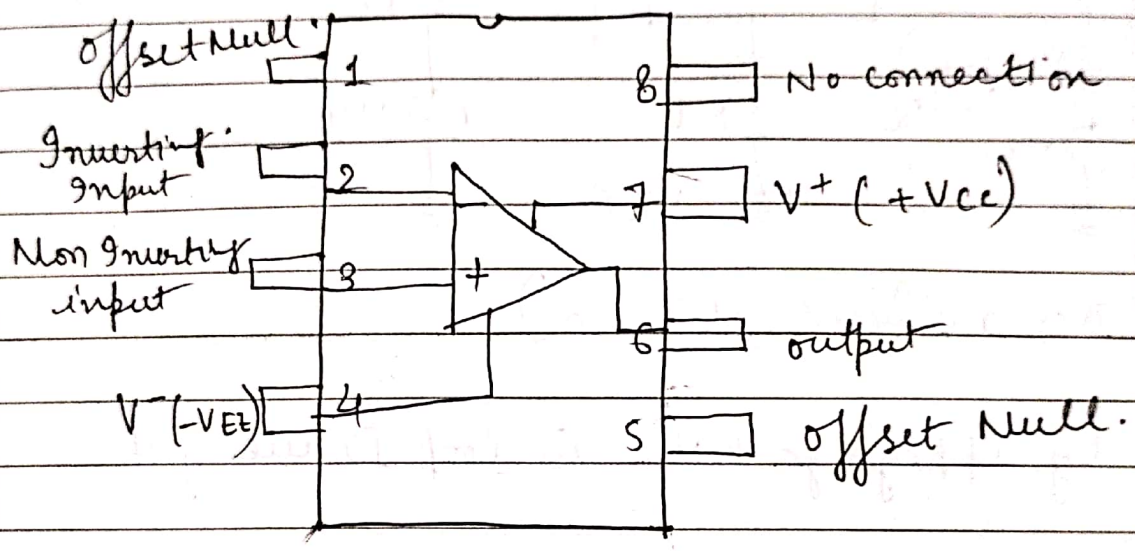 Offset Null.
1
8
No connection
Inverting
Input
2
-
7
V+ (+Vcc)
Non Inverting
input
3
+
6
output
V- (-VEE)
4
5
Offset Null.